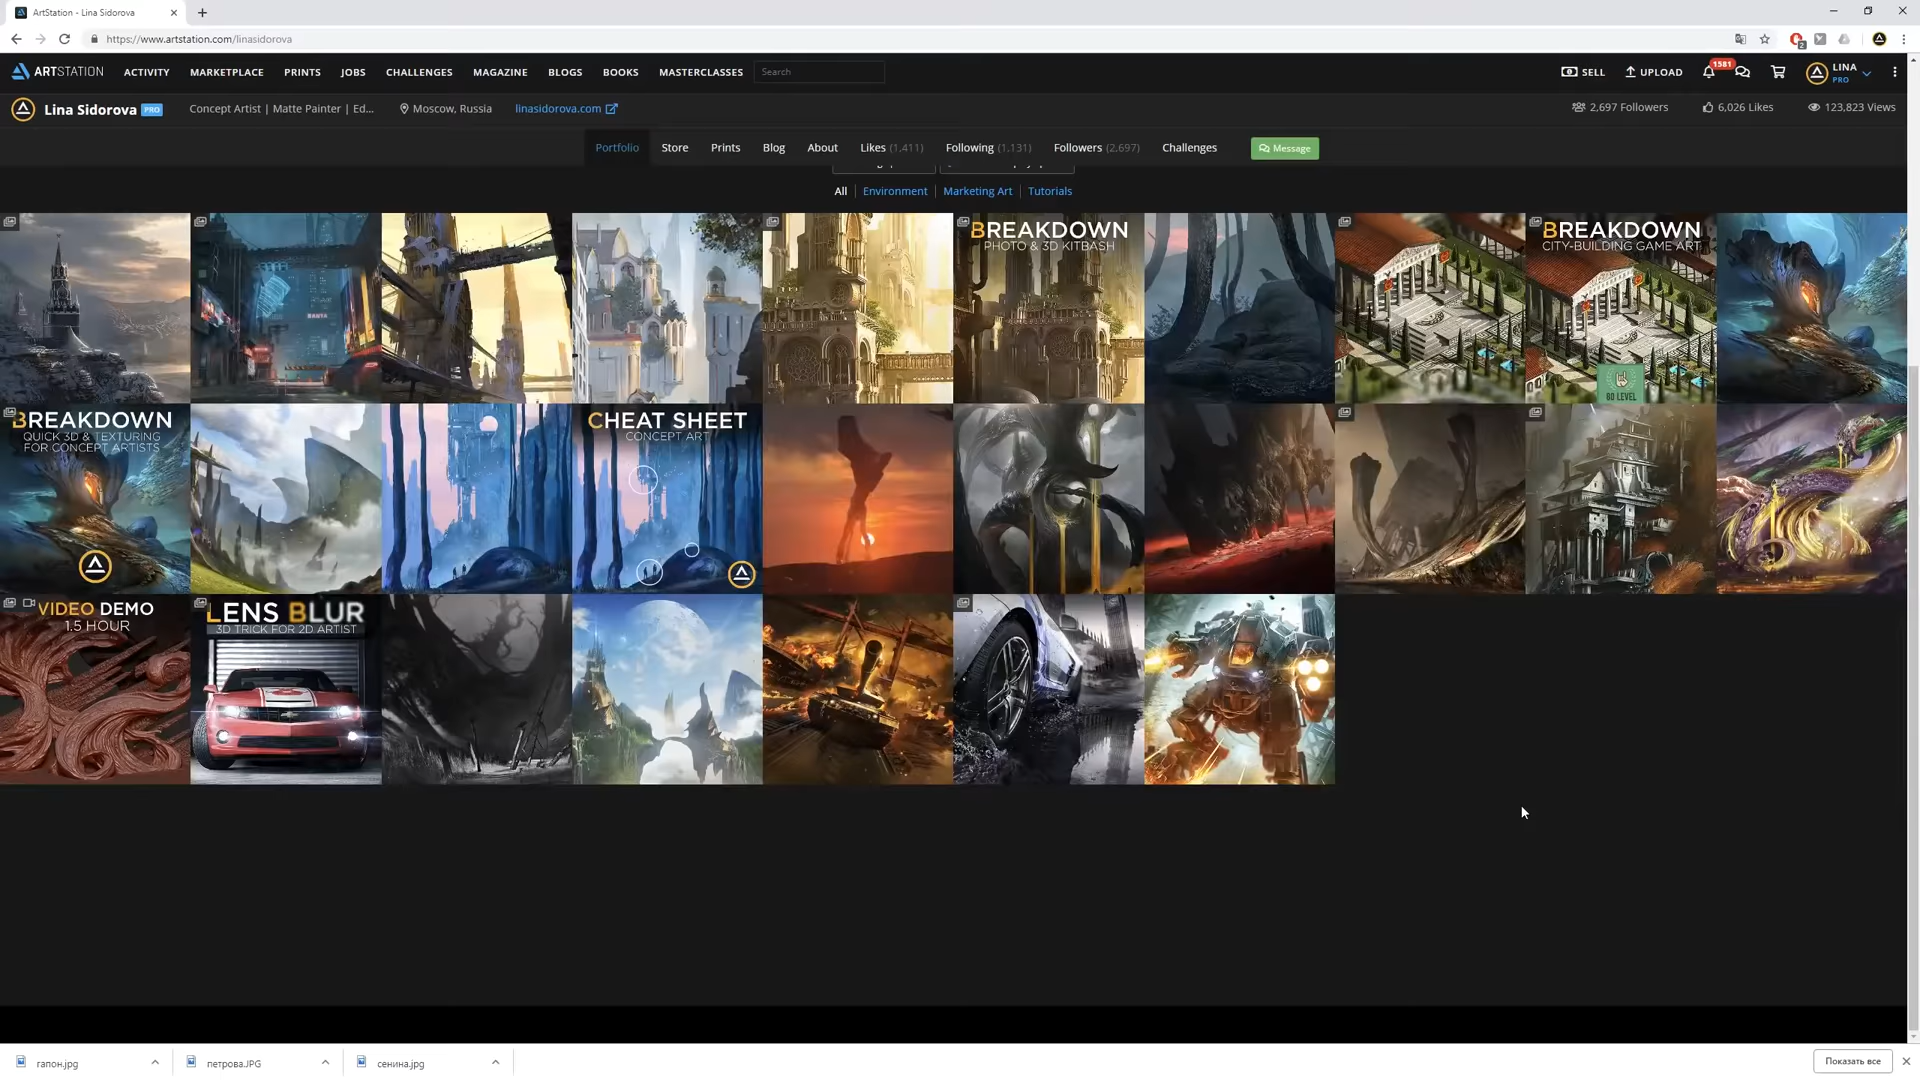 ArtStation - Lina Sidorova
https://www.artstation.com/linasidorova
2
ARTSTATION ACTIVITY MARKETPLACE PRINTS JOBS CHALLENGES MAGAZINE BLOGS BOOKS MASTERCLASSES Search SELL UPLOAD 1581 LINA
PRO
Lina Sidorova PRO Concept Artist | Matte Painter | Ed... Moscow, Russia linasidorova.com 2,697 Followers 6,026 Likes 123,823 Views
Portfolio Store Prints Blog About Likes (1,411) Following (1,131) Followers (2,697) Challenges Message
All Environment Marketing Art Tutorials
BREAKDOWN
PHOTO & 3D KITBASH
BREAKDOWN
CITY-BUILDING GAME ART
GO LEVEL
BREAKDOWN
QUICK 3D & TEXTURING
FOR CONCEPT ARTISTS
CHEAT SHEET
CONCEPT ART
VIDEO DEMO
1.5 HOUR
LENS BLUR
3D TRICK FOR 2D ARTIST
гапон.jpg петрова.JPG сенина.jpg Показать все